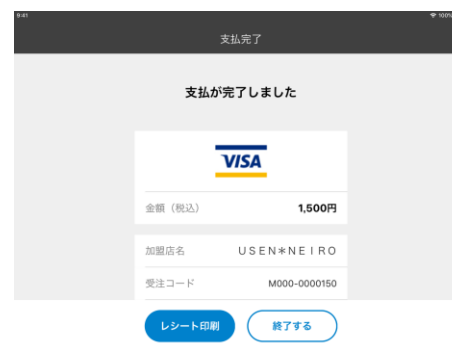 9:41 100%
支払完了
支払が完了しました
VISA
金額（税込） 1,500円
加盟店名 ＵＳＥＮ＊ＮＥＩＲＯ
受注コード M000-0000150
レシート印刷 終了する